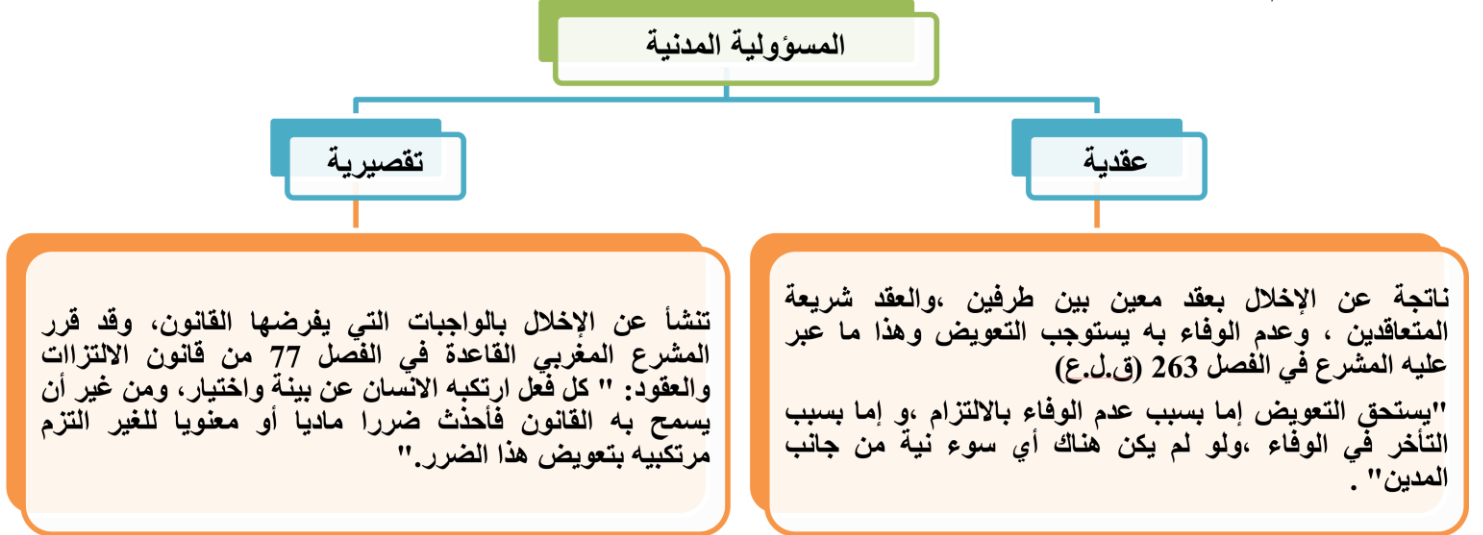 المسؤولية المدنية
عقدية
تقصيرية
ناتجة عن الإخلال بعقد معين بين طرفين ،والعقد شريعة
المتعاقدين ، وعدم الوفاء به يستوجب التعويض وهذا ما عبر
عليه المشرع في الفصل 263 (ق.ل.ع)
"يستحق التعويض إما بسبب عدم الوفاء بالالتزام ،و إما بسبب
التأخر في الوفاء ،ولو لم يكن هناك أي سوء نية من جانب
المدين" .
تنشأ عن الإخلال بالواجبات التي يفرضها القانون، وقد قرر
المشرع المغربي القاعدة في الفصل 77 من قانون الالتزاات
والعقود: " كل فعل ارتكبه الانسان عن بينة واختيار، ومن غير أن
يسمح به القانون فأحذث ضررا ماديا أو معنويا للغير التزم
مرتكبيه بتعويض هذا الضرر."